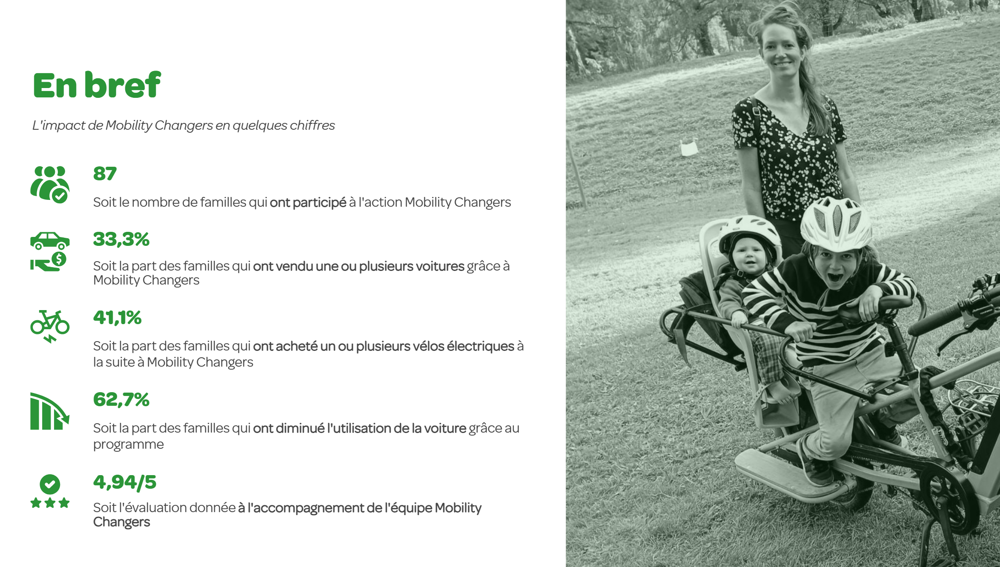 En bref
L'impact de Mobility Changers en quelques chiffres
87
Soit le nombre de familles qui ont participé à l'action Mobility Changers
33,3%
Soit la part des familles qui ont vendu une ou plusieurs voitures grâce à
Mobility Changers
41,1%
Soit la part des familles qui ont acheté un ou plusieurs vélos électriques à
la suite à Mobility Changers
62,7%
Soit la part des familles qui ont diminué l'utilisation de la voiture grâce au
programme
4,94/5
Soit l'évaluation donnée à l'accompagnement de l'équipe Mobility
Changers